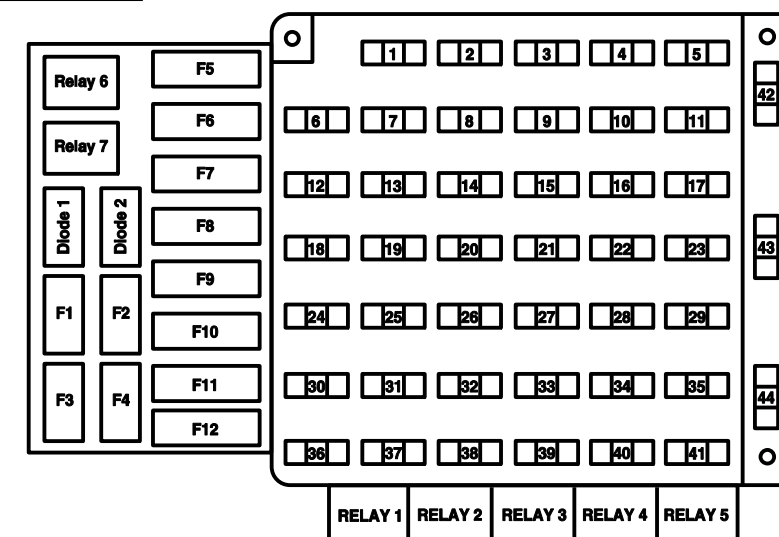 Relay 6
Relay 7
Diode 1
Diode 2
F1
F2
F3
F4
F5
F6
F7
F8
F9
F10
F11
F12
1 2 3 4 5
6 7 8 9 10 11
12 13 14 15 16 17
18 19 20 21 22 23
24 25 26 27 28 29
30 31 32 33 34 35
36 37 38 39 40 41
42
43
44
RELAY 1 RELAY 2 RELAY 3 RELAY 4 RELAY 5